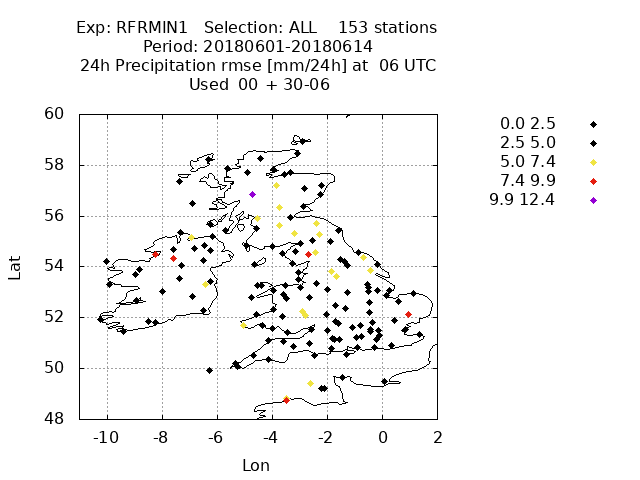 Exp: RFRMIN1 Selection: ALL 153 stations
Period: 20180601-20180614
24h Precipitation rmse [mm/24h] at 06 UTC
Used 00 + 30-06
60
58
56
54
52
50
48
Lat
-10 -8 -6 -4 -2 0 2
Lon
0.0 2.5
2.5 5.0
5.0 7.4
7.4 9.9
9.9 12.4